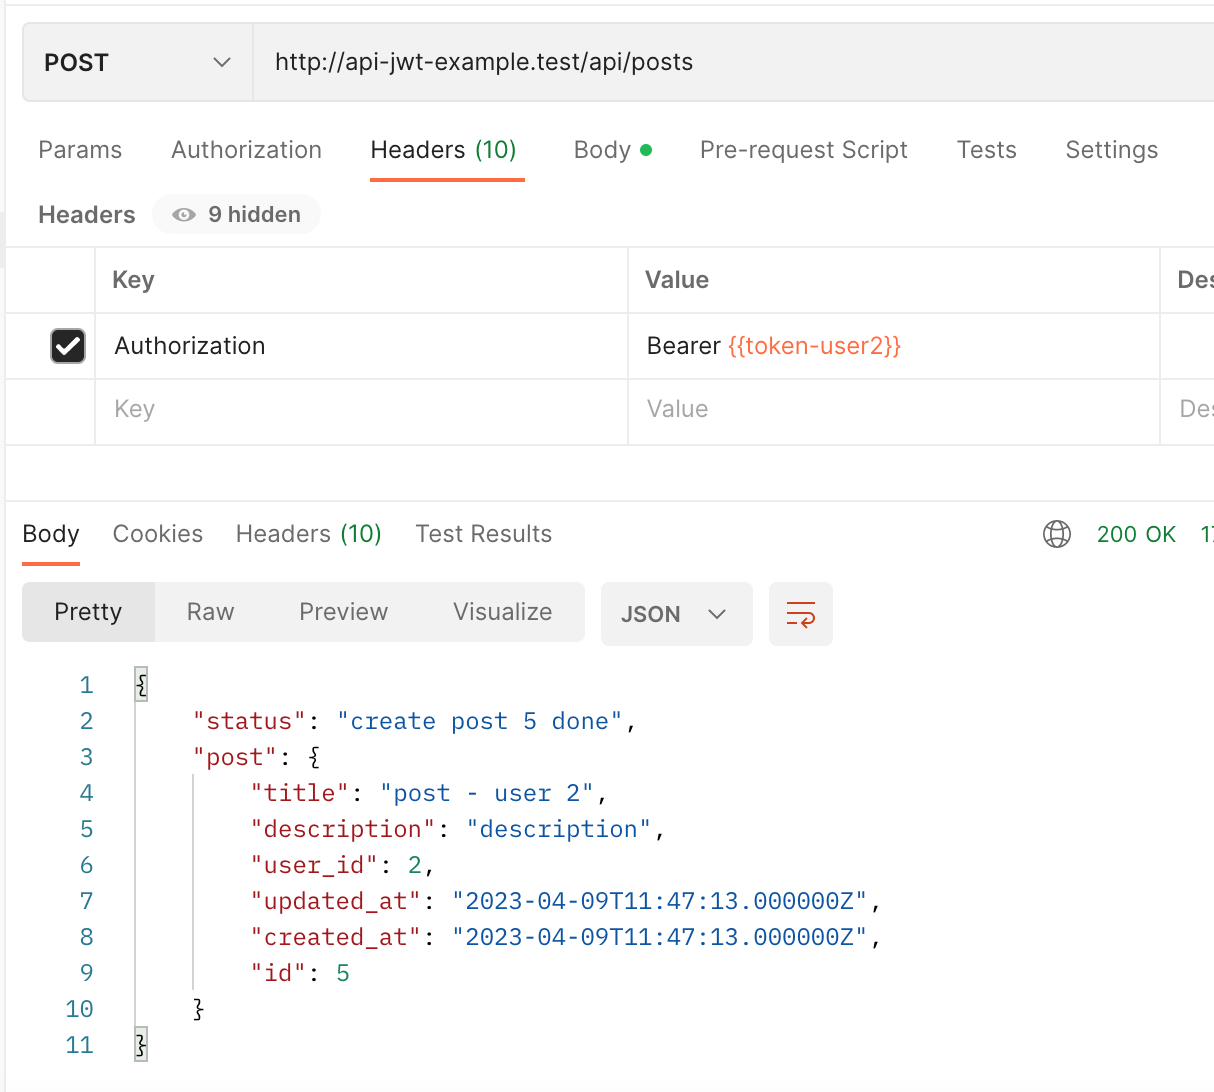 POST http://api-jwt-example.test/api/posts
Params Authorization Headers (10) Body Pre-request Script Tests Settings
Headers 9 hidden
Key Value Des
Authorization Bearer {{token-user2}}
Key Value Des
Body Cookies Headers (10) Test Results 200 OK 17
Pretty Raw Preview Visualize JSON
1 {
2 "status": "create post 5 done",
3 "post": {
4 "title": "post - user 2",
5 "description": "description",
6 "user_id": 2,
7 "updated_at": "2023-04-09T11:47:13.000000Z",
8 "created_at": "2023-04-09T11:47:13.000000Z",
9 "id": 5
10 }
11 }